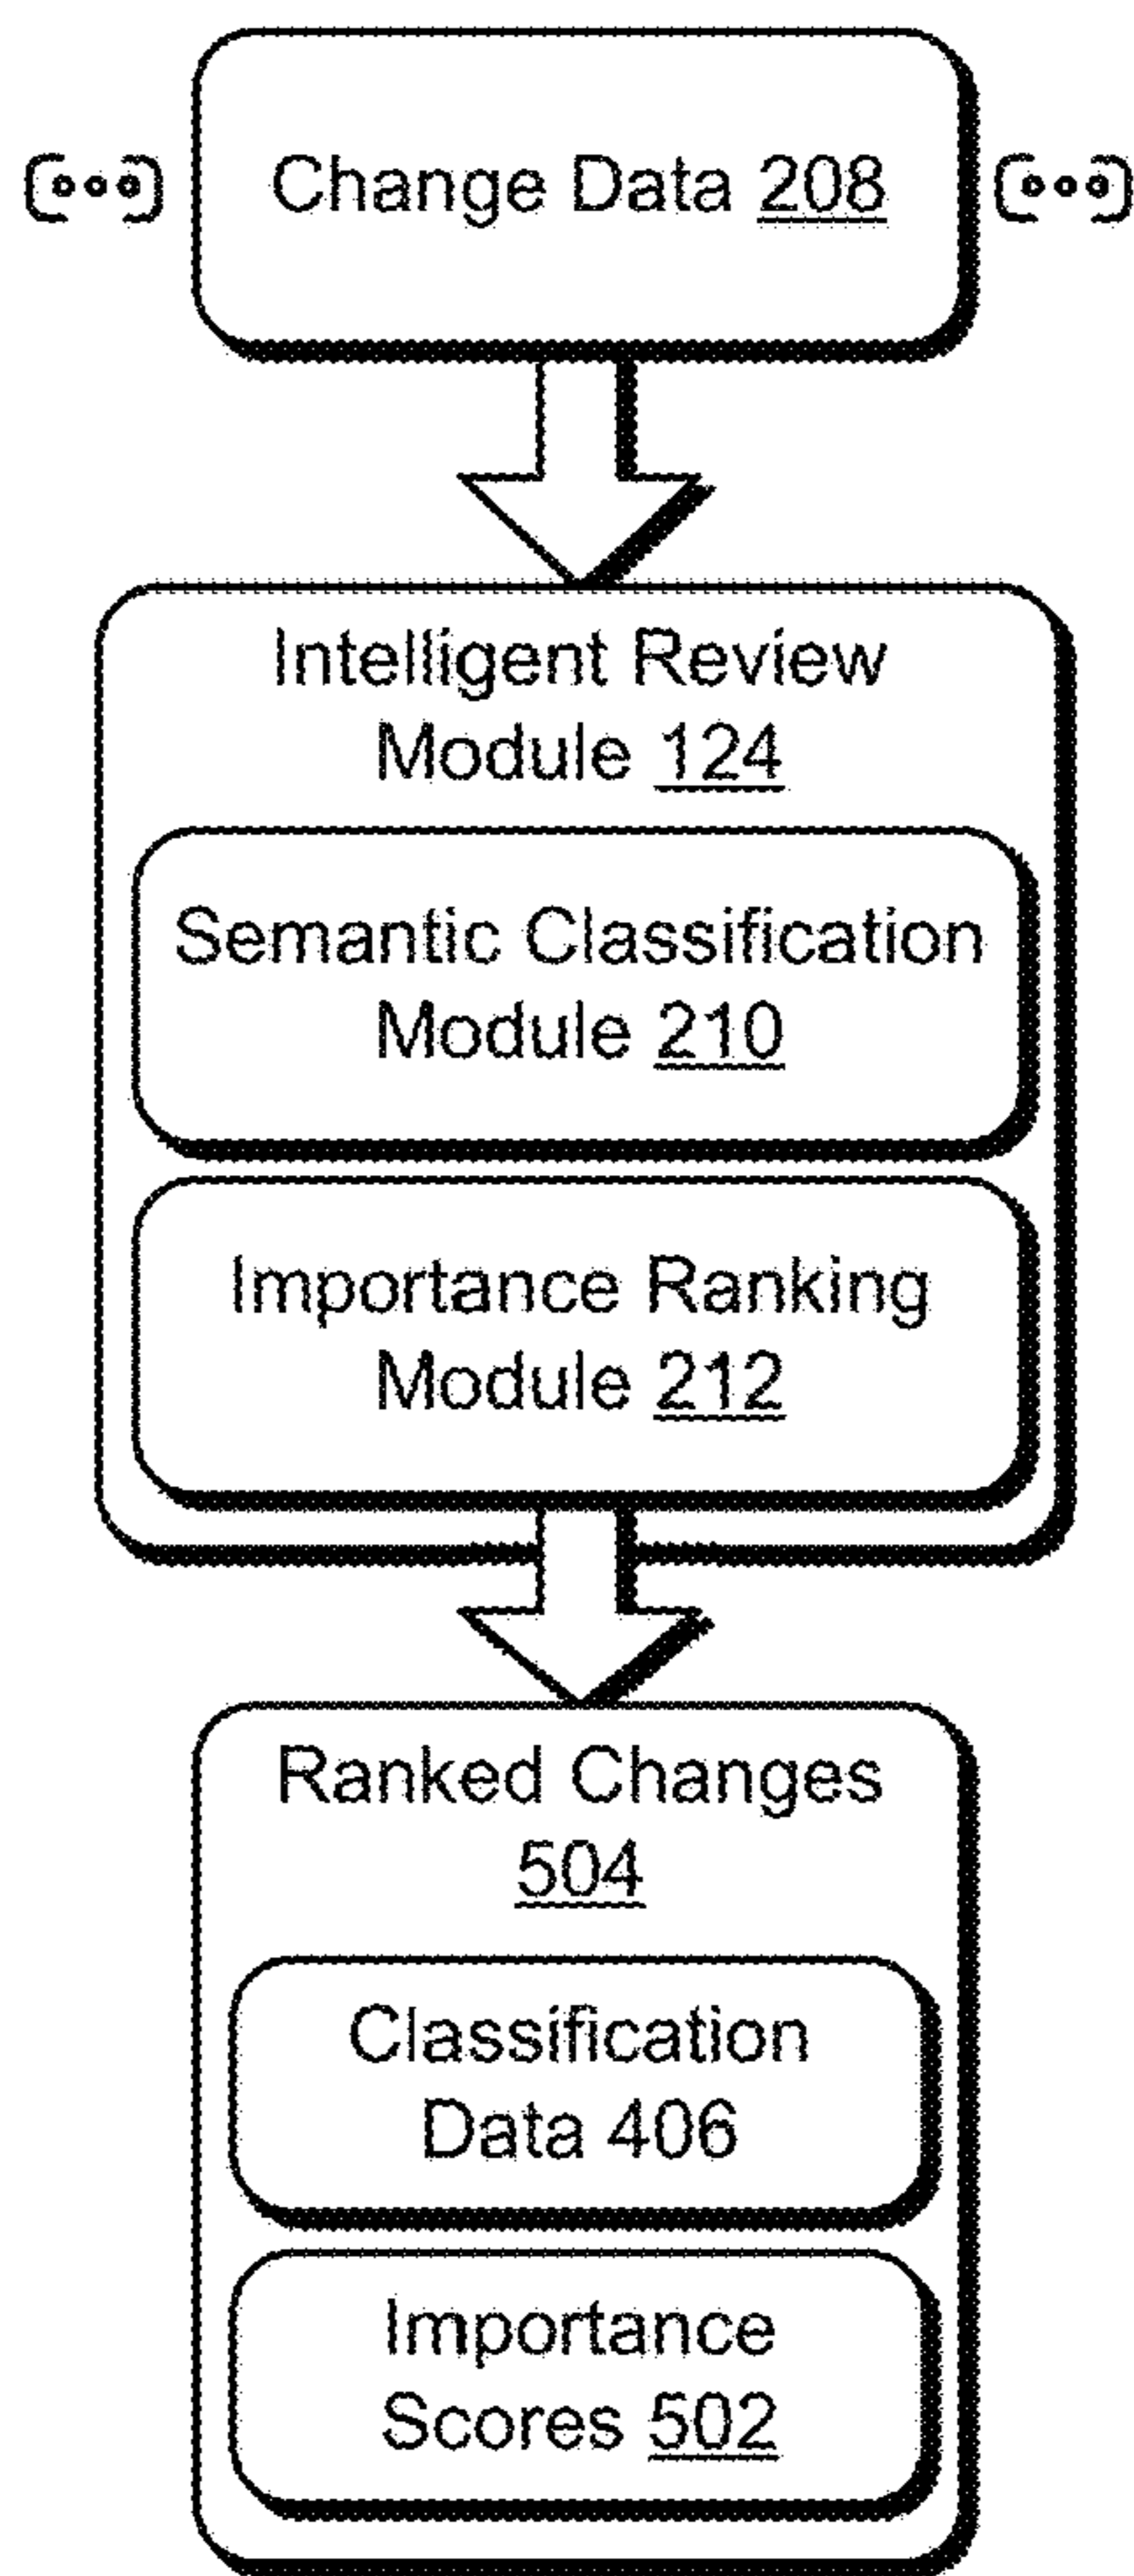 Change Data 208
Intelligent Review
Module 124
Semantic Classification
Module 210
Importance Ranking
Module 212
Ranked Changes
504
Classification
Data 406
Importance
Scores 502